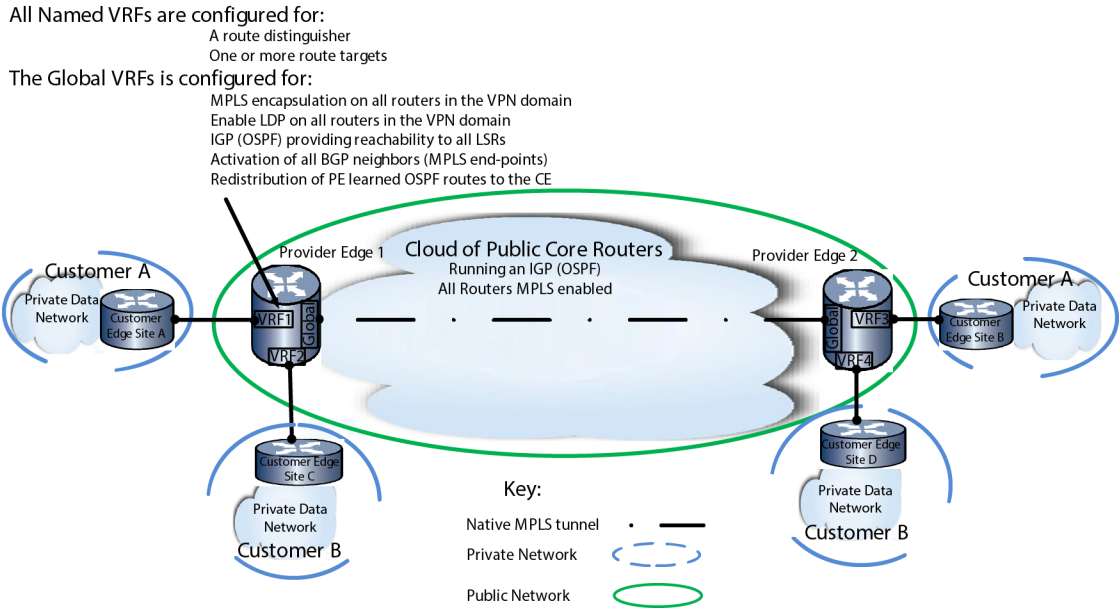 All Named VRFs are configured for:
A route distinguisher
One or more route targets
The Global VRFs is configured for:
MPLS encapsulation on all routers in the VPN domain
Enable LDP on all routers in the VPN domain
IGP (OSPF) providing reachability to all LSRs
Activation of all BGP neighbors (MPLS end-points)
Redistribution of PE learned OSPF routes to the CE
Provider Edge 1
Cloud of Public Core Routers
Running an IGP (OSPF)
All Routers MPLS enabled
Provider Edge 2
Customer A
Private Data
Network
Customer
Edge Site A
VRF1
Global
VRF2
Global
VRF3
VRF4
Customer A
Customer
Edge Site B
Private Data
Network
Customer Edge
Site C
Private Data
Network
Customer B
Customer Edge
Site D
Private Data
Network
Customer B
Key:
Native MPLS tunnel
Private Network
Public Network